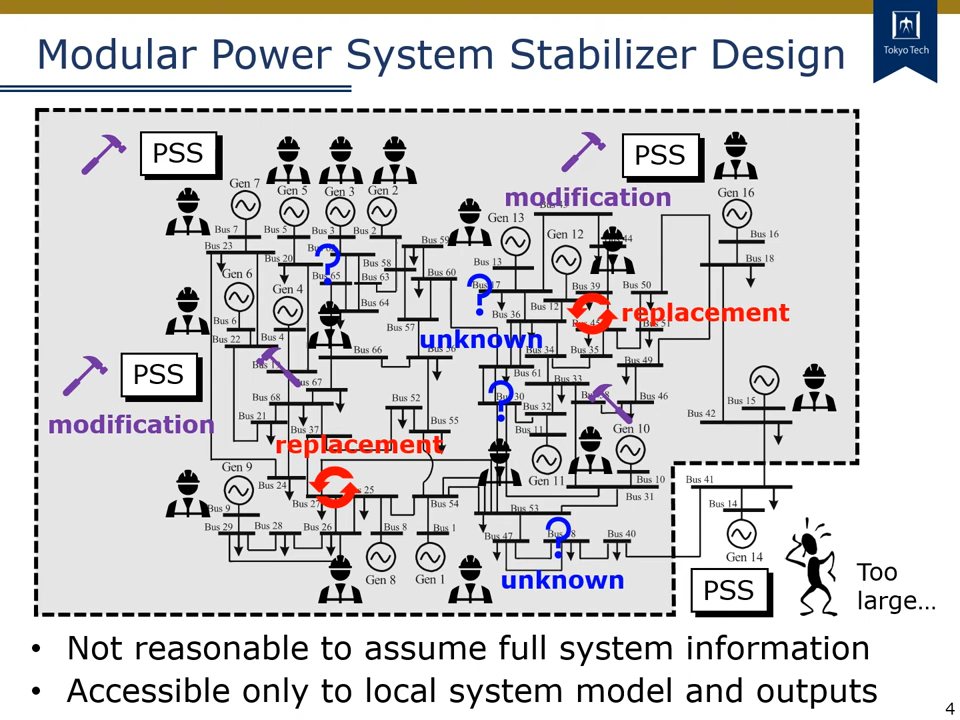 Modular Power System Stabilizer Design
Tokyo Tech
PSS
PSS
modification
Gen 7
Gen 5
Gen 3
Gen 2
Gen 13
Gen 12
Gen 16
Bus 7
Bus 5
Bus 3
Bus 2
Bus 59
Bus 16
Bus 23
Bus 20
Bus 58
Bus 13
Bus 18
Gen 6
Bus 65
Bus 63
Bus 60
Bus 39
Bus 50
Gen 4
Bus 64
Bus 12
replacement
Bus 6
Bus 4
Bus 57
Bus 36
Bus 22
unknown
Bus 66
Bus 34
Bus 35
Bus 49
PSS
Bus 67
Bus 61
Bus 33
modification
Bus 68
Bus 52
Bus 32
Bus 46
Bus 15
Bus 21
Bus 37
Bus 55
Bus 11
Gen 10
Bus 42
replacement
Gen 9
Bus 24
Gen 11
Bus 10
Bus 41
Bus 9
Bus 27
Bus 54
Bus 31
Bus 14
Bus 29
Bus 28
Bus 26
Bus 8
Bus 1
Bus 53
Bus 47
Bus 40
Gen 14
Gen 8
Gen 1
unknown
PSS
Too
large…
• Not reasonable to assume full system information
• Accessible only to local system model and outputs
4